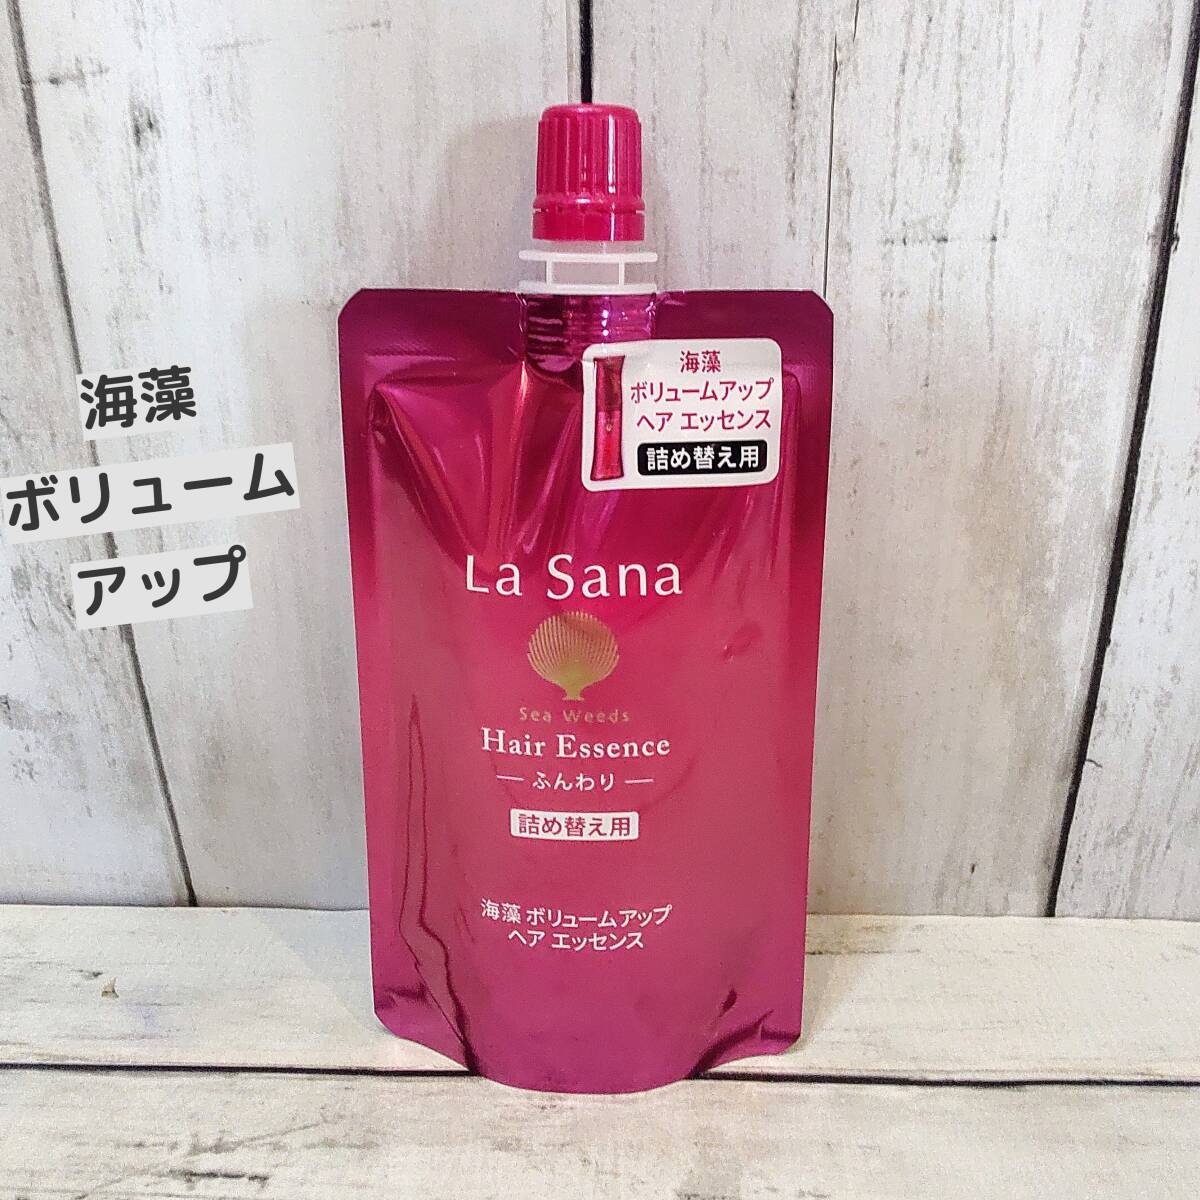 海藻
ボリューム
アップ
海藻
ボリュームアップ
ヘア エッセンス
詰め替え用
La Sana
Sea Weeds
Hair Essence
ふんわり
詰め替え用
海藻 ボリュームアップ
ヘア エッセンス